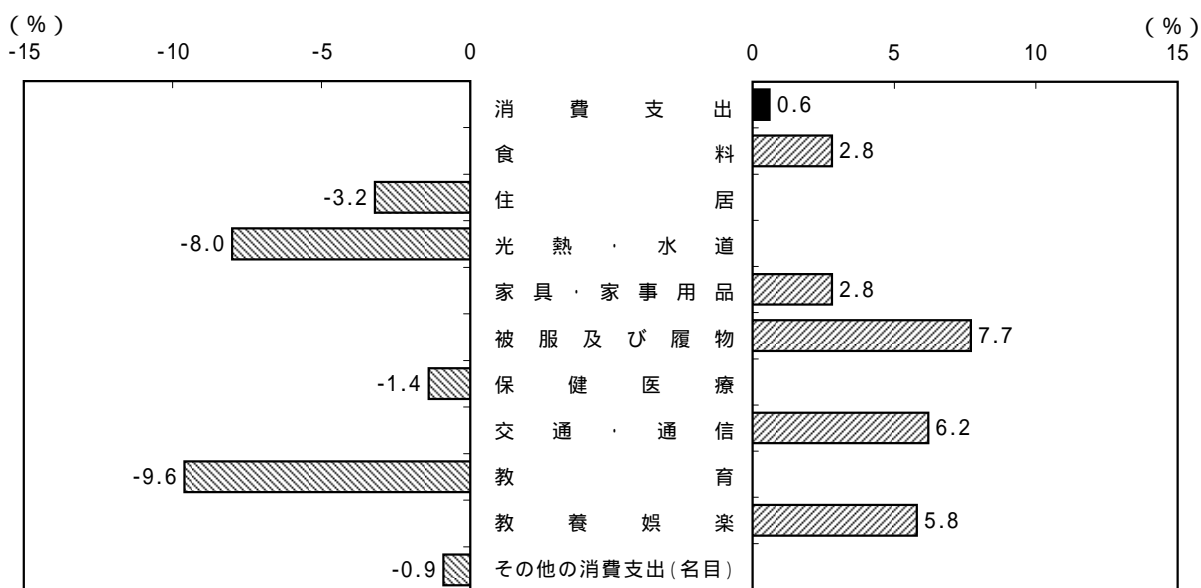 (%) (%)
-15 -10 -5 0 0 5 10 15
消費支出 0.6
食料 2.8
-3.2 住居
-8.0 光熱・水道
家具・家事用品 2.8
被服及び履物 7.7
-1.4 保健医療
交通・通信 6.2
-9.6 教育
教養娯楽 5.8
-0.9 その他の消費支出(名目)